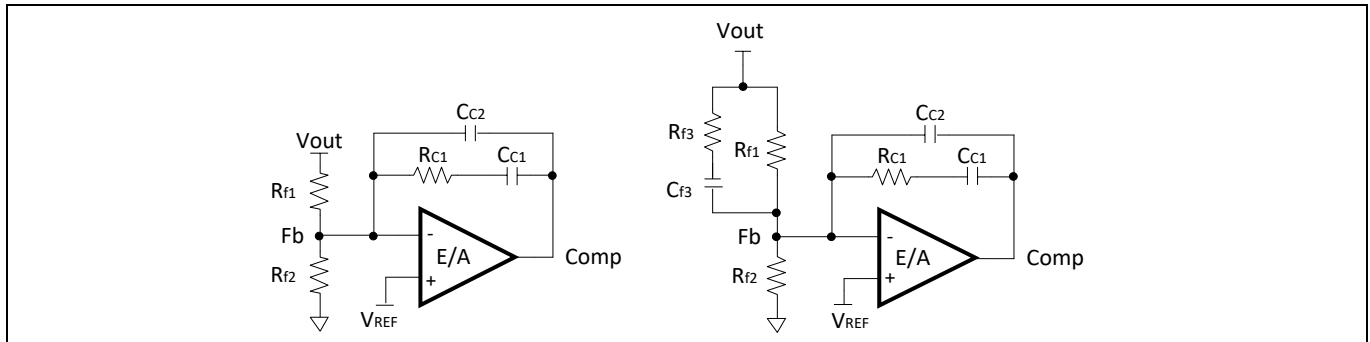 Vout
CC2
RC1
CC1
Rf1
Fb
Rf2
E/A
-
+
VREF
Comp
Vout
Rf3
Rf1
Cf3
CC2
RC1
CC1
Fb
Rf2
E/A
-
+
VREF
Comp